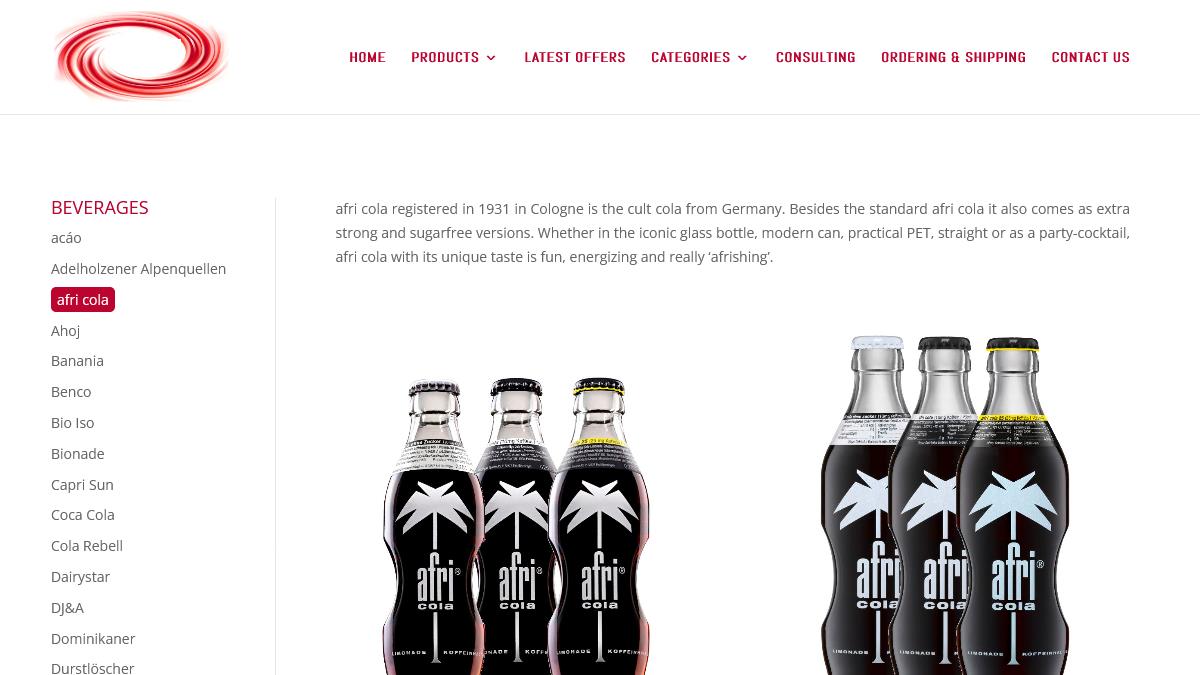 HOME PRODUCTS LATEST OFFERS CATEGORIES CONSULTING ORDERING & SHIPPING CONTACT US
BEVERAGES
acáo
Adelholzener Alpenquellen
afri cola
Ahoj
Banania
Benco
Bio Iso
Bionade
Capri Sun
Coca Cola
Cola Rebell
Dairystar
DJ&A
Dominikaner
Durstlöscher
afri cola registered in 1931 in Cologne is the cult cola from Germany. Besides the standard afri cola it also comes as extra
strong and sugarfree versions. Whether in the iconic glass bottle, modern can, practical PET, straight or as a party-cocktail,
afri cola with its unique taste is fun, energizing and really ‘afrishing’.
afri® afri® afri®
cola cola cola
LIMONADE
afri afri afri®
cola cola cola
LIMONADE